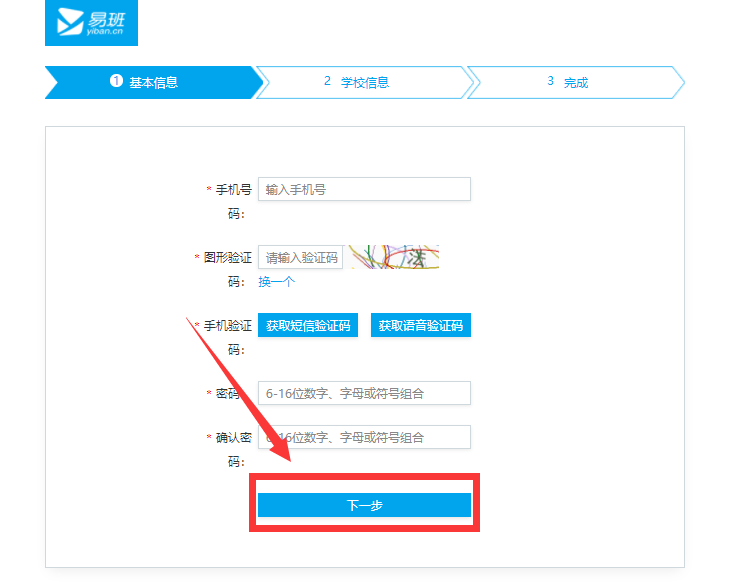 易班
yiban.cn
1 基本信息
2 学校信息
3 完成
* 手机号码：
输入手机号
* 图形验证码：
请输入验证码
法
换一个
* 手机验证码：
获取短信验证码
获取语音验证码
* 密码
6-16位数字、字母或符号组合
* 确认密码：
6-16位数字、字母或符号组合
下一步